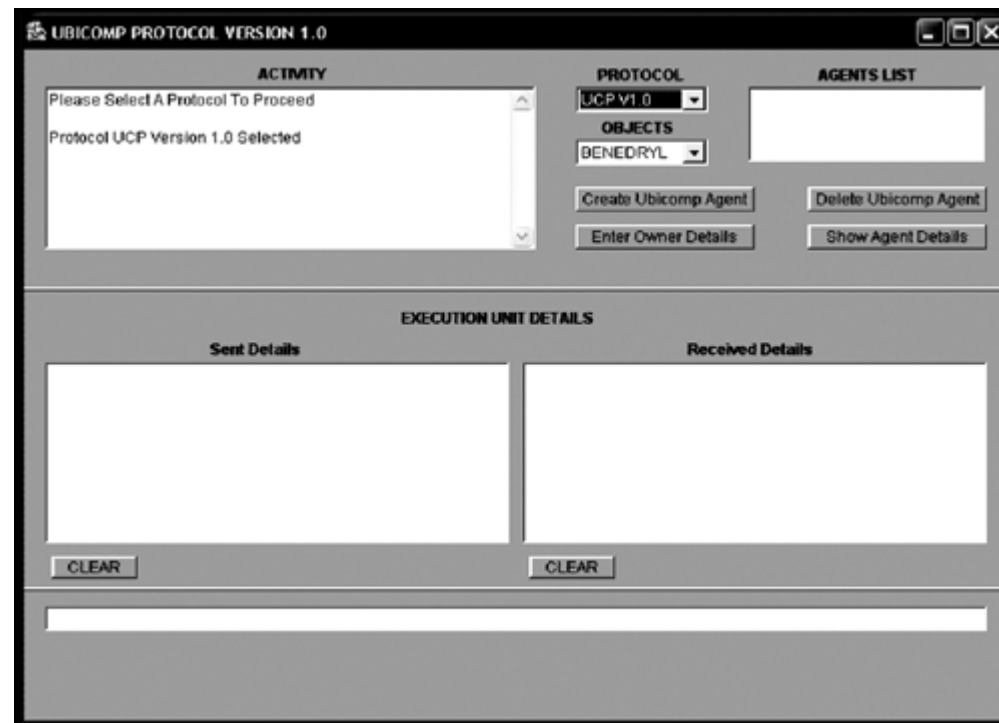 UBICOMP PROTOCOL VERSION 1.0
ACTIVITY
Please Select A Protocol To Proceed
Protocol UCP Version 1.0 Selected
PROTOCOL
UCP V1.0
OBJECTS
BENEDRYL
AGENTS LIST
Create Ubicomp Agent
Delete Ubicomp Agent
Enter Owner Details
Show Agent Details
EXECUTION UNIT DETAILS
Sent Details
Received Details
CLEAR
CLEAR